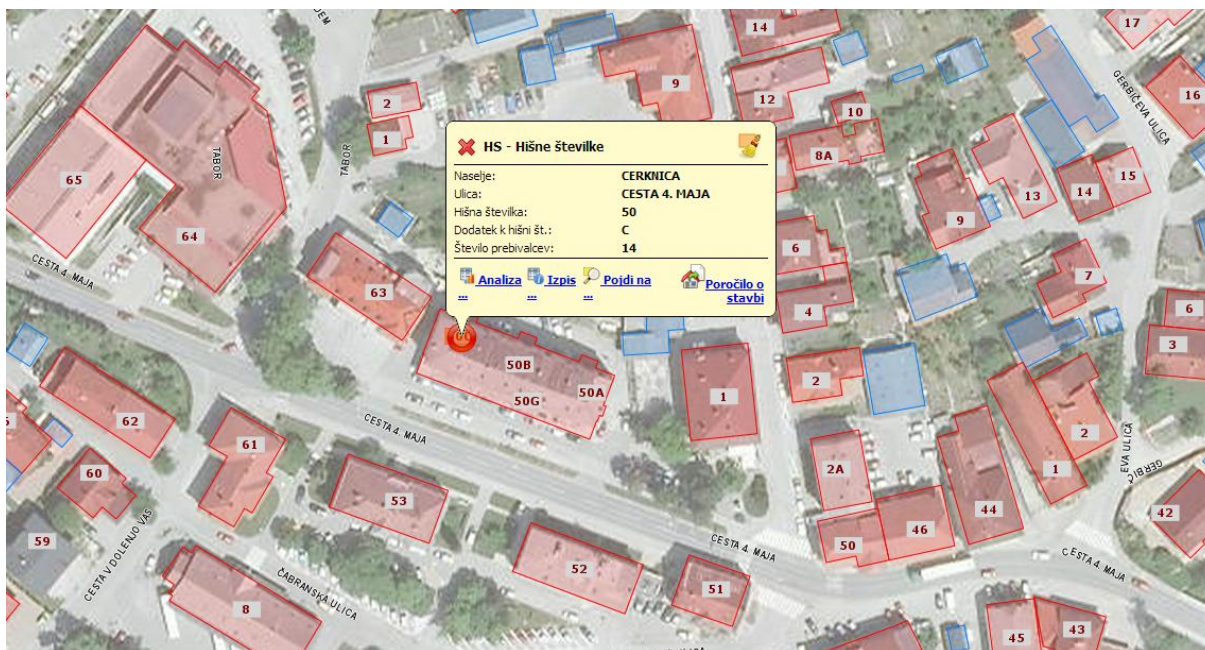 14
17
9
12
10
16
2
1
8A
TABOR
TABOR
GERBIČEVA ULICA
HS - Hišne številke
Naselje: CERKNICA
Ulica: CESTA 4. MAJA
Hišna številka: 50
Dodatek k hišni št.: C
Število prebivalcev: 14
Analiza ...
Izpis ...
Pojdi na ...
Poročilo o stavbi
65
64
63
13
14
15
9
6
7
4
6
3
CESTA 4. MAJA
50B
50A
50G
1
2
2
1
62
61
CESTA 4. MAJA
60
53
2A
44
EVA ULICA
GERBIČ
42
59
CESTA V DOLENJO VAS
50
46
CESTA 4. MAJA
CESTA 4. MAJA
ČABRANSKA ULICA
52
51
8
45
43